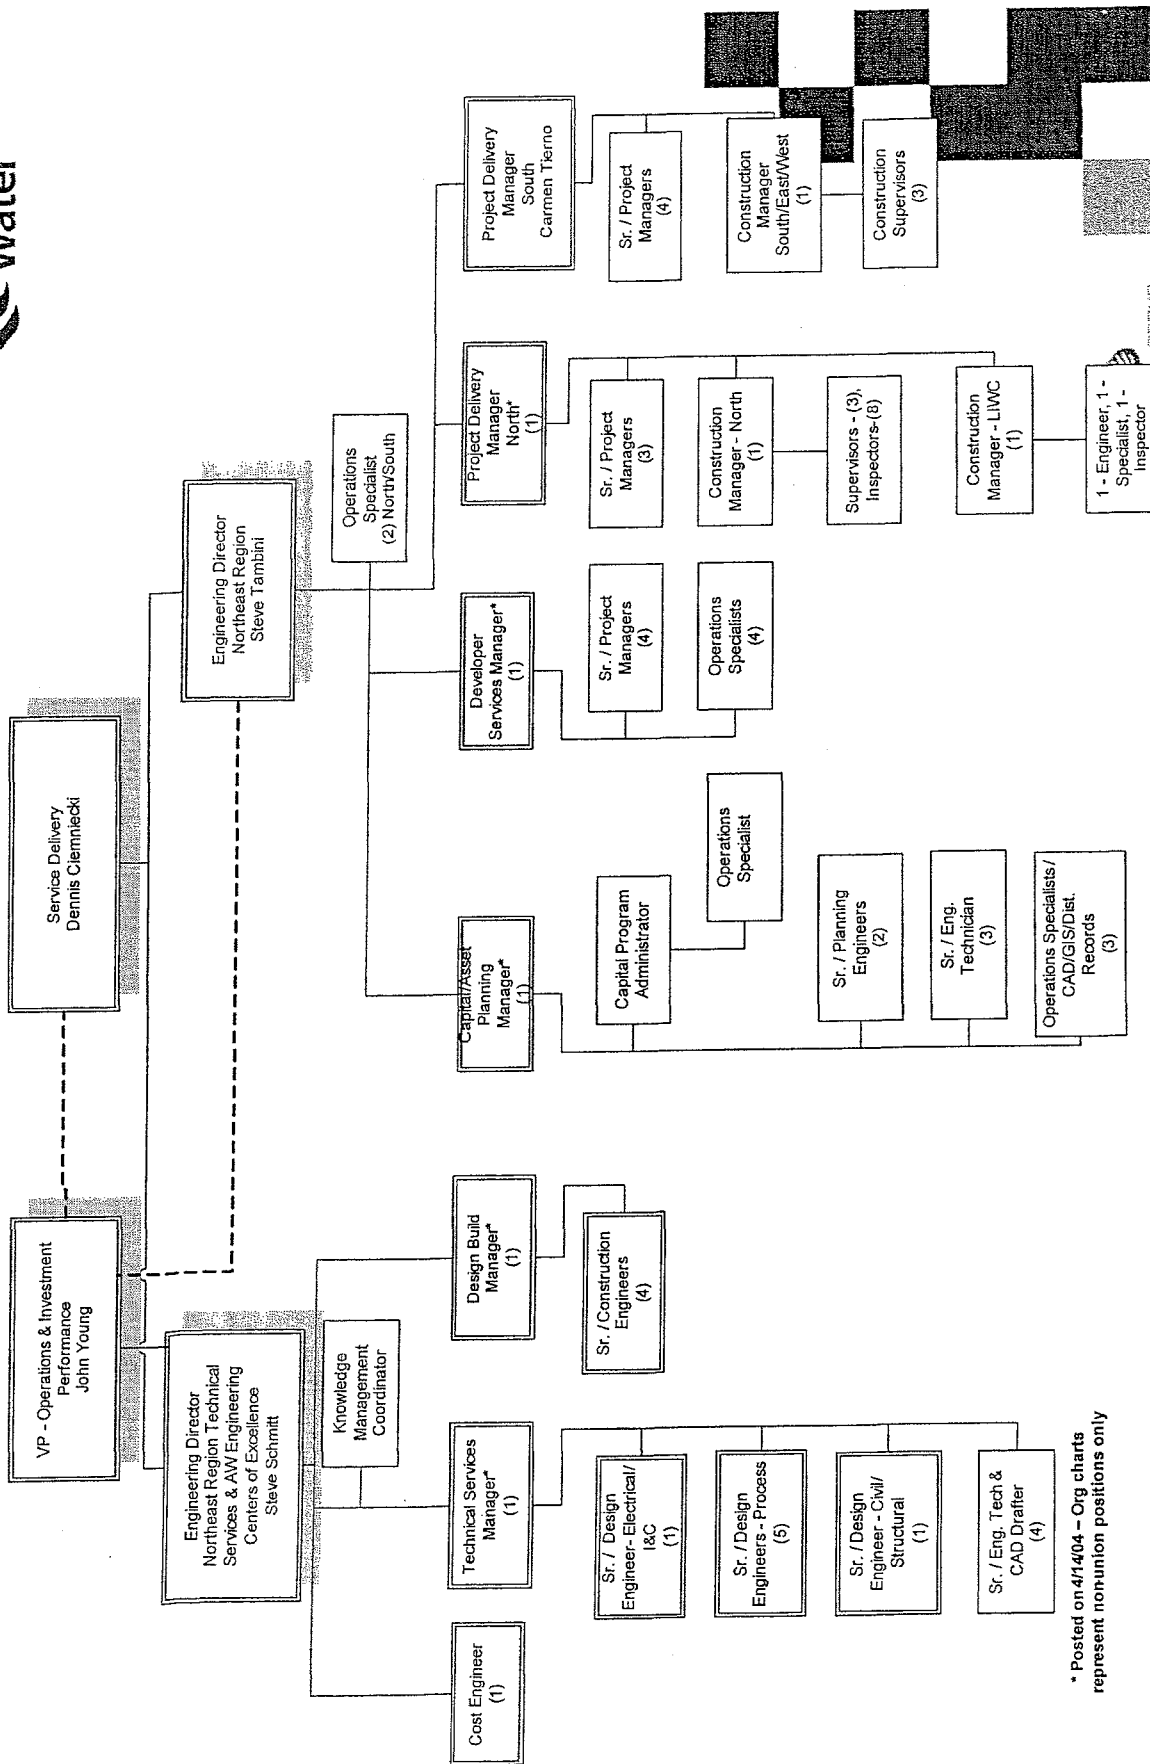 Water
VP - Operations & Investment
Performance
John Young
Service Delivery
Dennis Ciemniecki
Engineering Director
Northeast Region Technical
Services & AW Engineering
Centers of Excellence
Steve Schmitt
Engineering Director
Northeast Region
Steve Tambini
Knowledge
Management
Coordinator
Operations
Specialist
(2) North/South
Cost Engineer
(1)
Technical Services
Manager*
(1)
Design Build
Manager*
(1)
Capital/Asset
Planning
Manager*
(1)
Developer
Services Manager*
(1)
Project Delivery
Manager
North*
(1)
Project Delivery
Manager
South
Carmen Tierno
Sr. / Design
Engineer- Electrical/
I&C
(1)
Sr. / Design
Engineers - Process
(5)
Sr. / Design
Engineer - Civil/
Structural
(1)
Sr. / Eng. Tech &
CAD Drafter
(4)
Sr. / Construction
Engineers
(4)
Capital Program
Administrator
Operations
Specialist
Sr. / Planning
Engineers
(2)
Sr. / Eng.
Technician
(3)
Operations Specialists/
CAD/GIS/Dist.
Records
(3)
Sr. / Project
Managers
(4)
Operations
Specialists
(4)
Sr. / Project
Managers
(3)
Construction
Manager - North
(1)
Supervisors - (3),
Inspectors-(8)
Construction
Manager - LIWC
(1)
1 - Engineer, 1 -
Specialist, 1 -
Inspector
Sr. / Project
Managers
(4)
Construction
Manager
South/East/West
(1)
Construction
Supervisors
(3)
* Posted on 4/14/04 – Org charts
represent non-union positions only